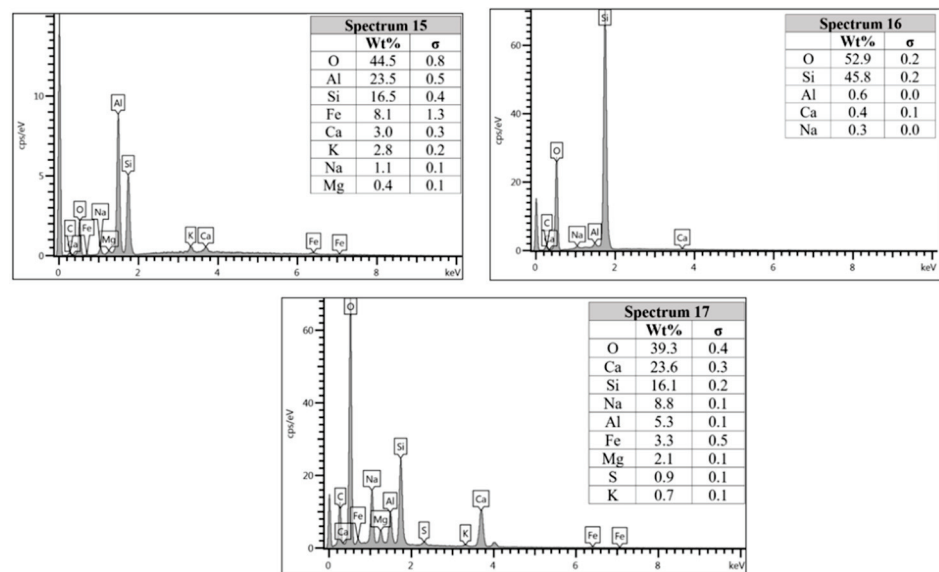 Spectrum 15
Wt% σ
O 44.5 0.8
Al 23.5 0.5
Si 16.5 0.4
Fe 8.1 1.3
Ca 3.0 0.3
K 2.8 0.2
Na 1.1 0.1
Mg 0.4 0.1
cps/eV
10
5
0
Al
Si
O
Na
C
Fe
Ca
Mg
K
Ca
Fe
Fe
0 2 4 6 8 keV
Spectrum 16
Wt% σ
O 52.9 0.2
Si 45.8 0.2
Al 0.6 0.0
Ca 0.4 0.1
Na 0.3 0.0
cps/eV
60
40
20
0
Si
O
C
Ca
Na
Al
Ca
0 2 4 6 8 keV
Spectrum 17
Wt% σ
O 39.3 0.4
Ca 23.6 0.3
Si 16.1 0.2
Na 8.8 0.1
Al 5.3 0.1
Fe 3.3 0.5
Mg 2.1 0.1
S 0.9 0.1
K 0.7 0.1
cps/eV
60
40
20
0
O
Si
Na
C
Al
Ca
Fe
Mg
Ca
S
K
Fe
Fe
0 2 4 6 8 keV